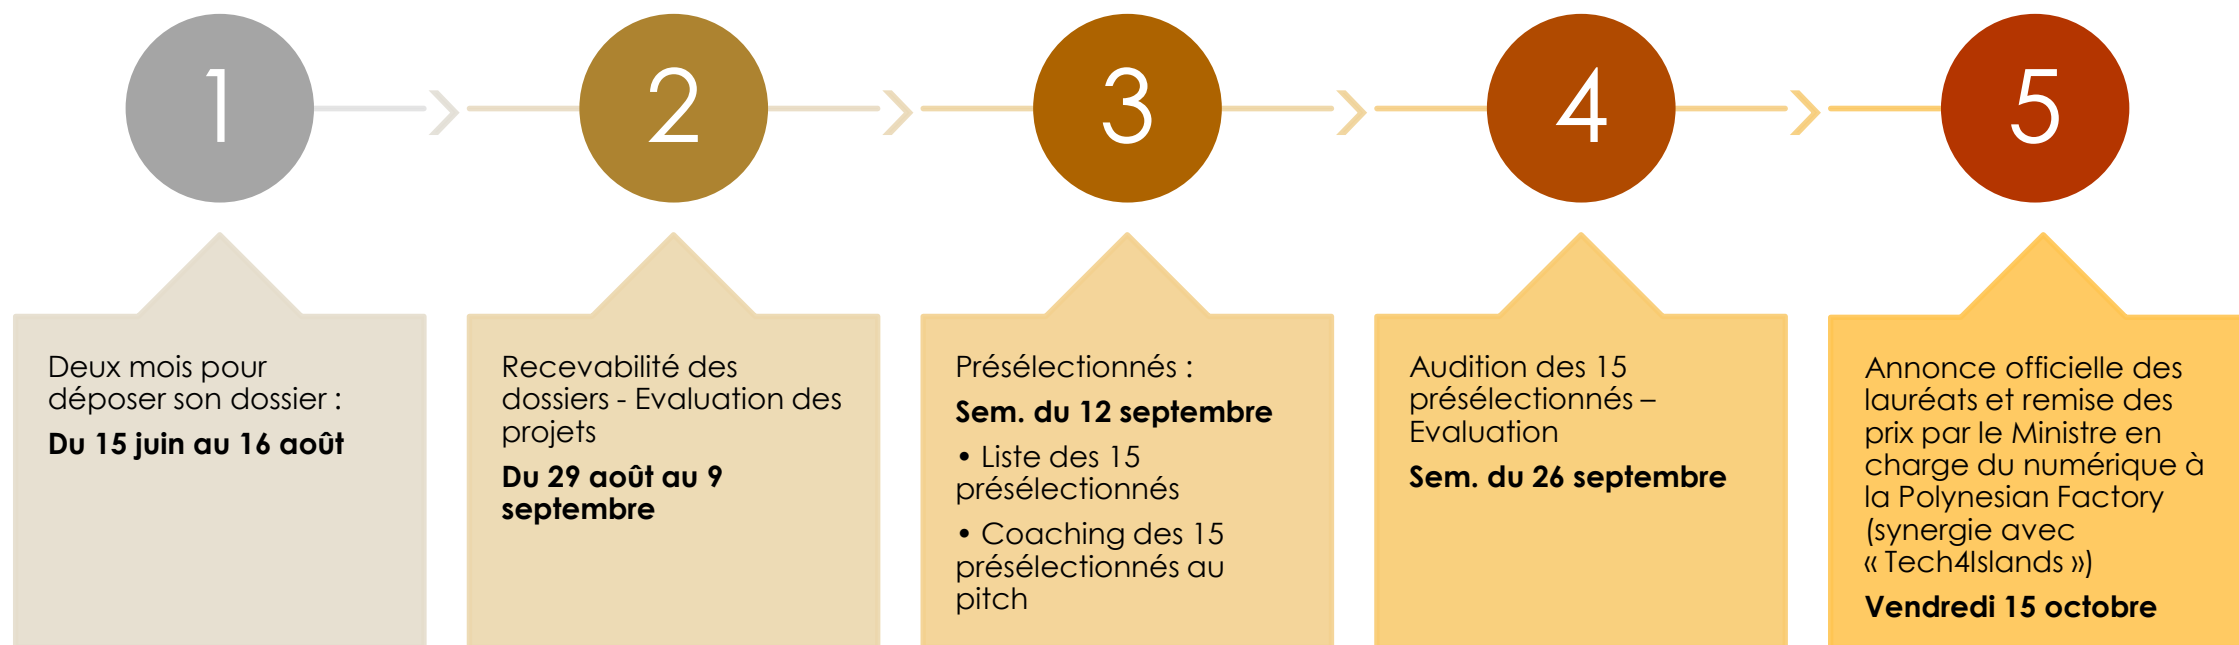 1
2
3
4
5
Deux mois pour
déposer son dossier :
Du 15 juin au 16 août
Recevabilité des
dossiers - Evaluation des
projets
Du 29 août au 9
septembre
Présélectionnés :
Sem. du 12 septembre
• Liste des 15
présélectionnés
• Coaching des 15
présélectionnés au
pitch
Audition des 15
présélectionnés –
Evaluation
Sem. du 26 septembre
Annonce officielle des
lauréats et remise des
prix par le Ministre en
charge du numérique à
la Polynesian Factory
(synergie avec
« Tech4Islands »)
Vendredi 15 octobre